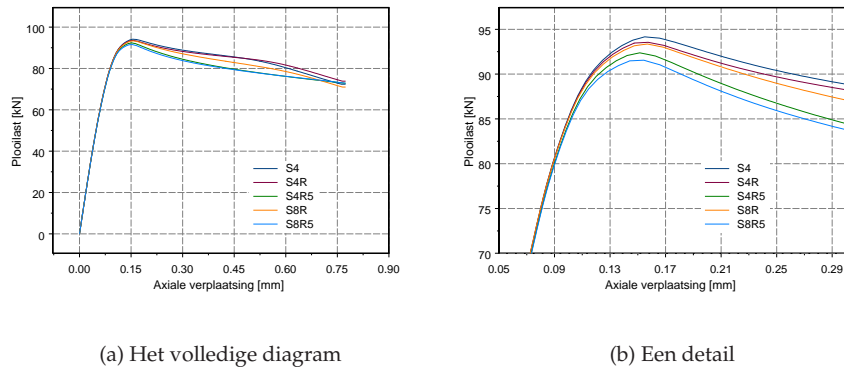 100
80
60
40
20
0
Plooilast [kN]
S4
S4R
S4R5
S8R
S8R5
0.00 0.15 0.30 0.45 0.60 0.75 0.90
Axiale verplaatsing [mm]
(a) Het volledige diagram
95
90
85
80
75
70
Plooilast [kN]
S4
S4R
S4R5
S8R
S8R5
0.05 0.09 0.13 0.17 0.21 0.25 0.29
Axiale verplaatsing [mm]
(b) Een detail